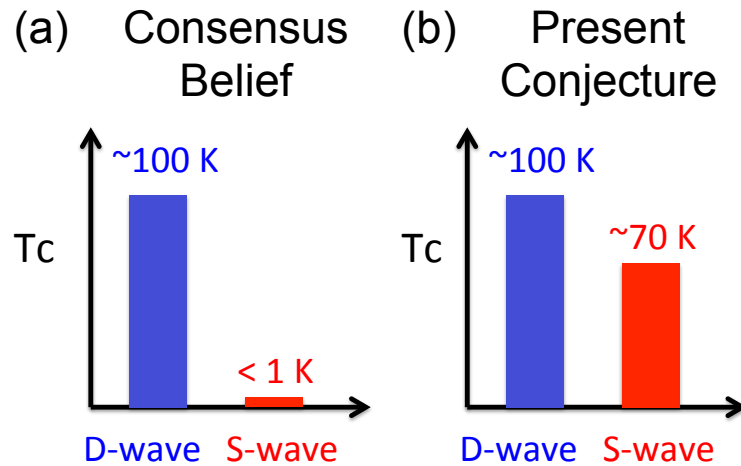 (a) Consensus
Belief
~100 K
Tc
< 1 K
D-wave S-wave
(b) Present
Conjecture
~100 K
~70 K
Tc
D-wave S-wave